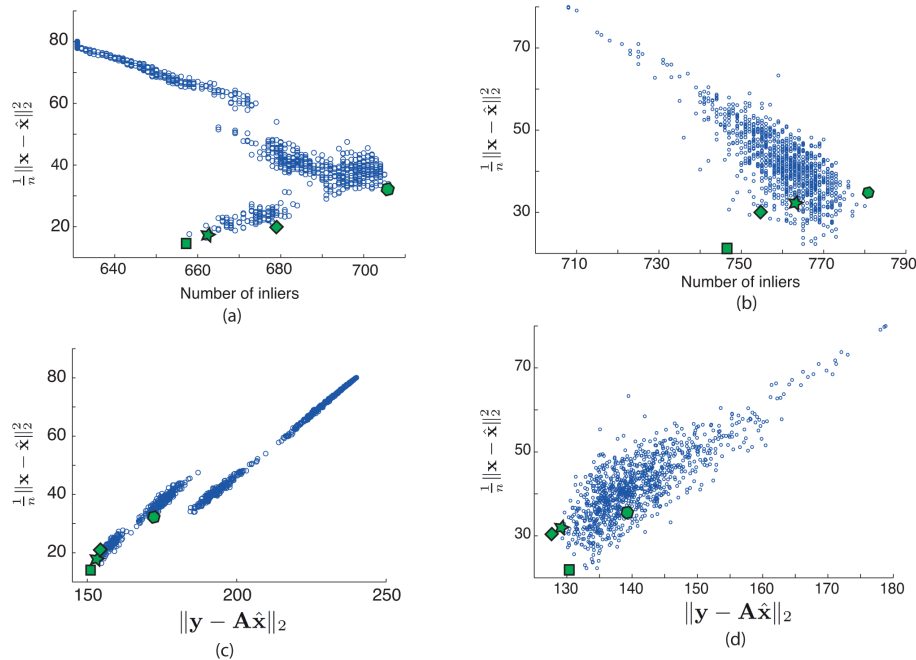 80
60
40
20
640
660
680
700
1/n ‖x − x̂‖₂²
Number of inliers
(a)
70
50
30
710
730
750
770
790
1/n ‖x − x̂‖₂²
Number of inliers
(b)
80
60
40
20
150
200
250
1/n ‖x − x̂‖₂²
‖y − Ax̂‖₂
(c)
70
50
30
130
140
150
160
170
180
1/n ‖x − x̂‖₂²
‖y − Ax̂‖₂
(d)